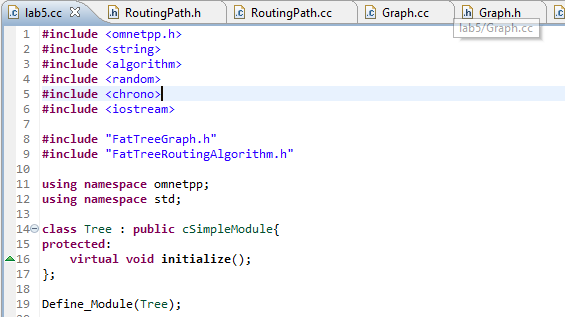 lab5.cc RoutingPath.h RoutingPath.cc Graph.cc Graph.h
lab5/Graph.cc
1 #include <omnetpp.h>
2 #include <string>
3 #include <algorithm>
4 #include <random>
5 #include <chrono>
6 #include <iostream>
7
8 #include "FatTreeGraph.h"
9 #include "FatTreeRoutingAlgorithm.h"
10
11 using namespace omnetpp;
12 using namespace std;
13
14 class Tree : public cSimpleModule{
15 protected:
16 virtual void initialize();
17 };
18
19 Define_Module(Tree);